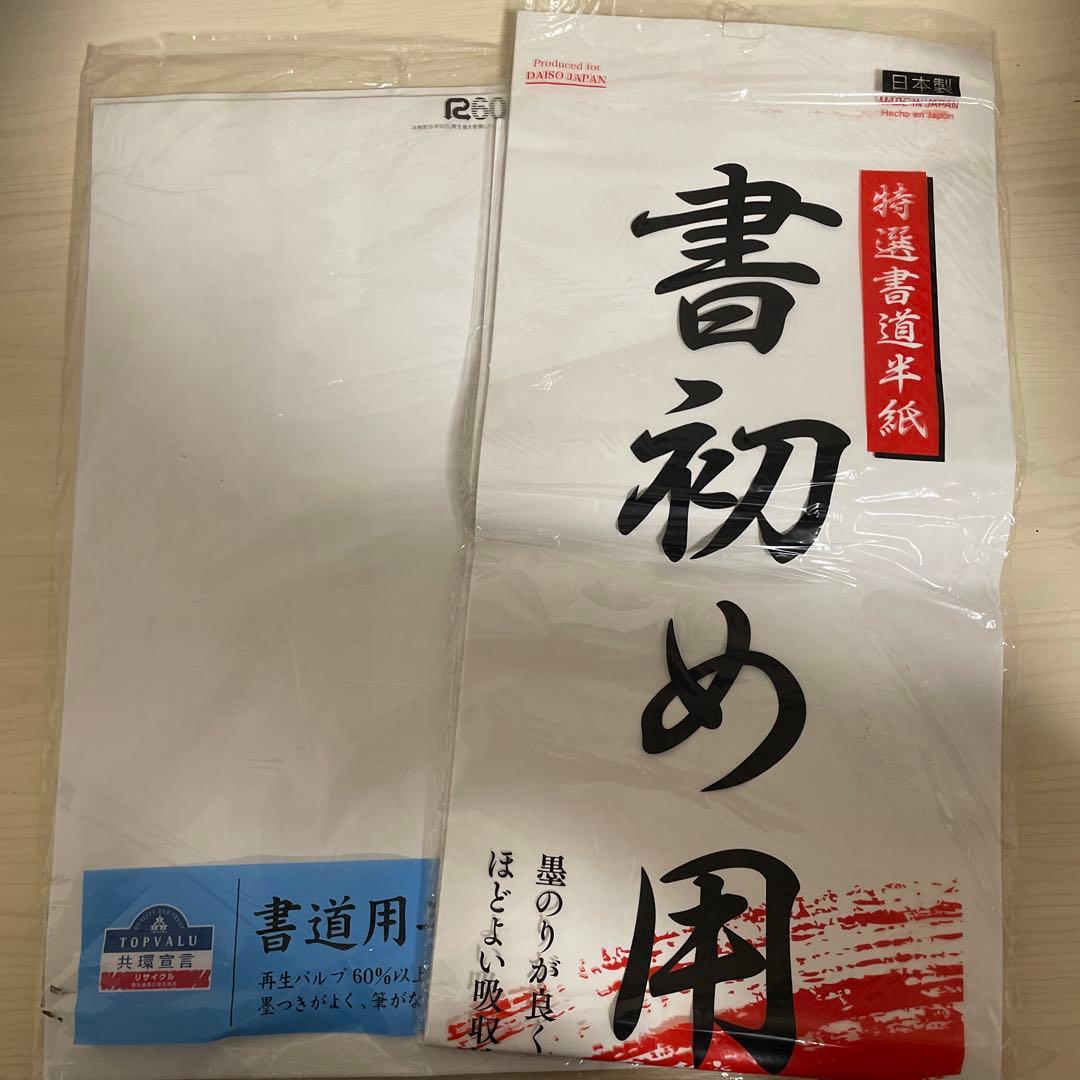 R60
Produced for
DAISO JAPAN
日本製
MADE IN JAPAN
Hecho en Japon
特選書道半紙
書初め用
墨のりが良く、
ほどよい吸収
TOPVALU
共環宣言
リサイクル
書道用
再生パルプ60%以上
墨つきがよく、筆がな